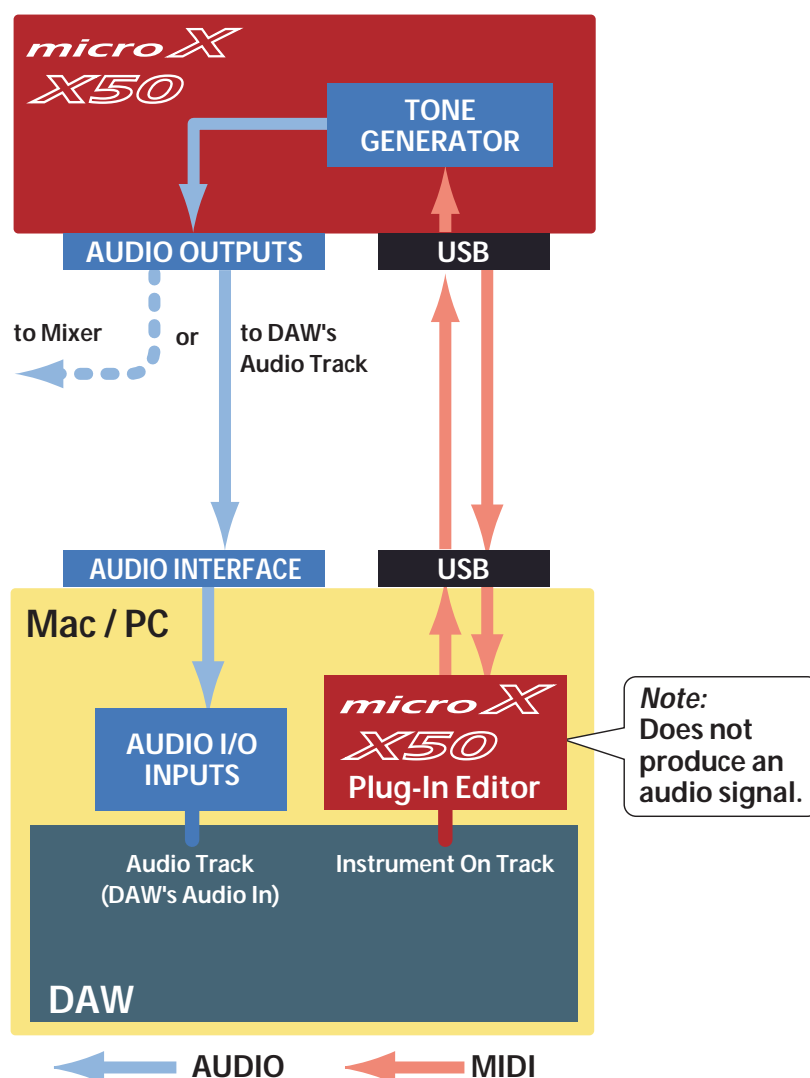 micro X
X50
TONE
GENERATOR
AUDIO OUTPUTS
USB
to Mixer
or
to DAW's
Audio Track
AUDIO INTERFACE
USB
Mac / PC
AUDIO I/O
INPUTS
micro X
X50
Plug-In Editor
Note:
Does not
produce an
audio signal.
Audio Track
(DAW's Audio In)
Instrument On Track
DAW
AUDIO
MIDI